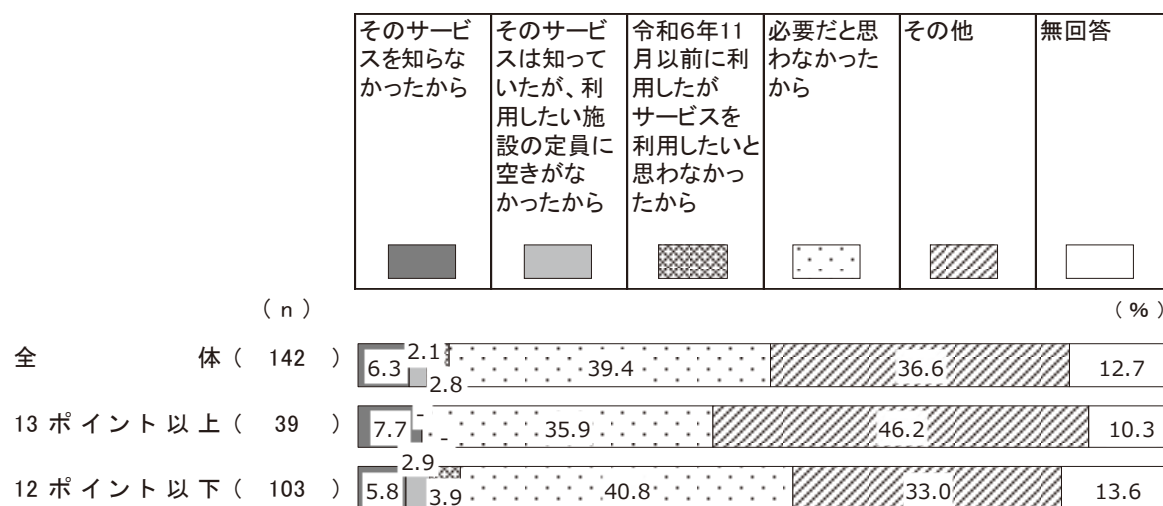 そのサービ
スを知らな
かったから
そのサービ
スは知って
いたが、利
用したい施
設の定員に
空きがな
かったから
令和6年11
月以前に利
用したが
サービスを
利用したいと
思わなかっ
たから
必要だと思
わなかった
から
その他
無回答
(n) (%)
全 体 ( 142 ) 6.3 2.1 2.8 39.4 36.6 12.7
13ポイント以上 ( 39 ) 7.7 - - 35.9 46.2 10.3
12ポイント以下 ( 103 ) 5.8 2.9 3.9 40.8 33.0 13.6